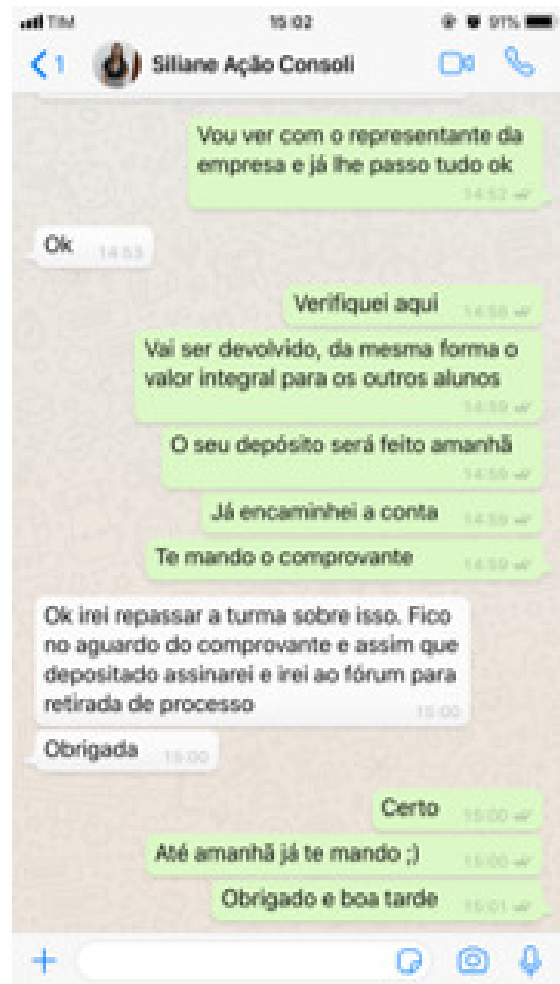 TIM 15:02 91%
1 Siliane Ação Consoli
Vou ver com o representante da
empresa e já lhe passo tudo ok
14:52
Ok 14:53
Verifiquei aqui 14:58
Vai ser devolvido, da mesma forma o
valor integral para os outros alunos
14:59
O seu depósito será feito amanhã
14:59
Já encaminhei a conta 14:59
Te mando o comprovante 14:59
Ok irei repassar a turma sobre isso. Fico
no aguardo do comprovante e assim que
depositado assinarei e irei ao fórum para
retirada de processo
15:00
Obrigada 15:00
Certo 15:00
Até amanhã já te mando ;) 15:00
Obrigado e boa tarde 15:01